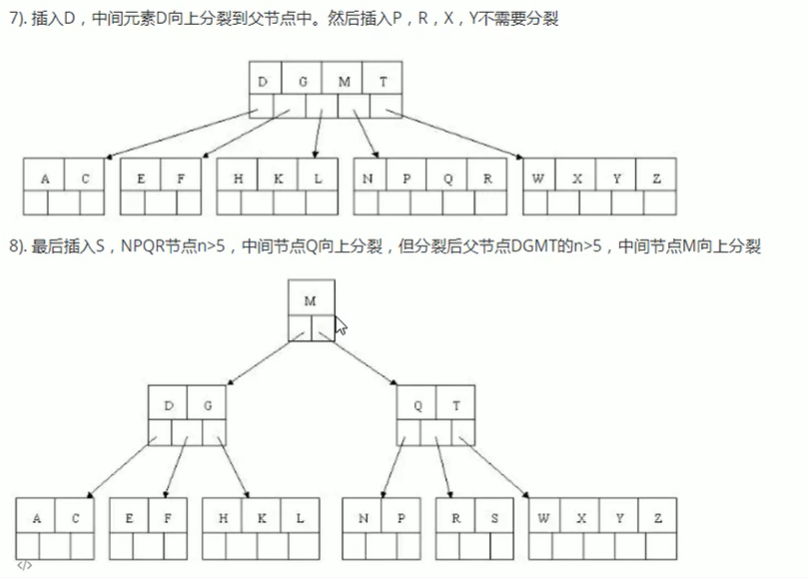 7). 插入D，中间元素D向上分裂到父节点中。然后插入P，R，X，Y不需要分裂
D G M T
A C E F H K L N P Q R W X Y Z
8). 最后插入S，NPQR节点n>5，中间节点Q向上分裂，但分裂后父节点DGMT的n>5，中间节点M向上分裂
M
D G Q T
A C E F H K L N P R S W X Y Z
</>